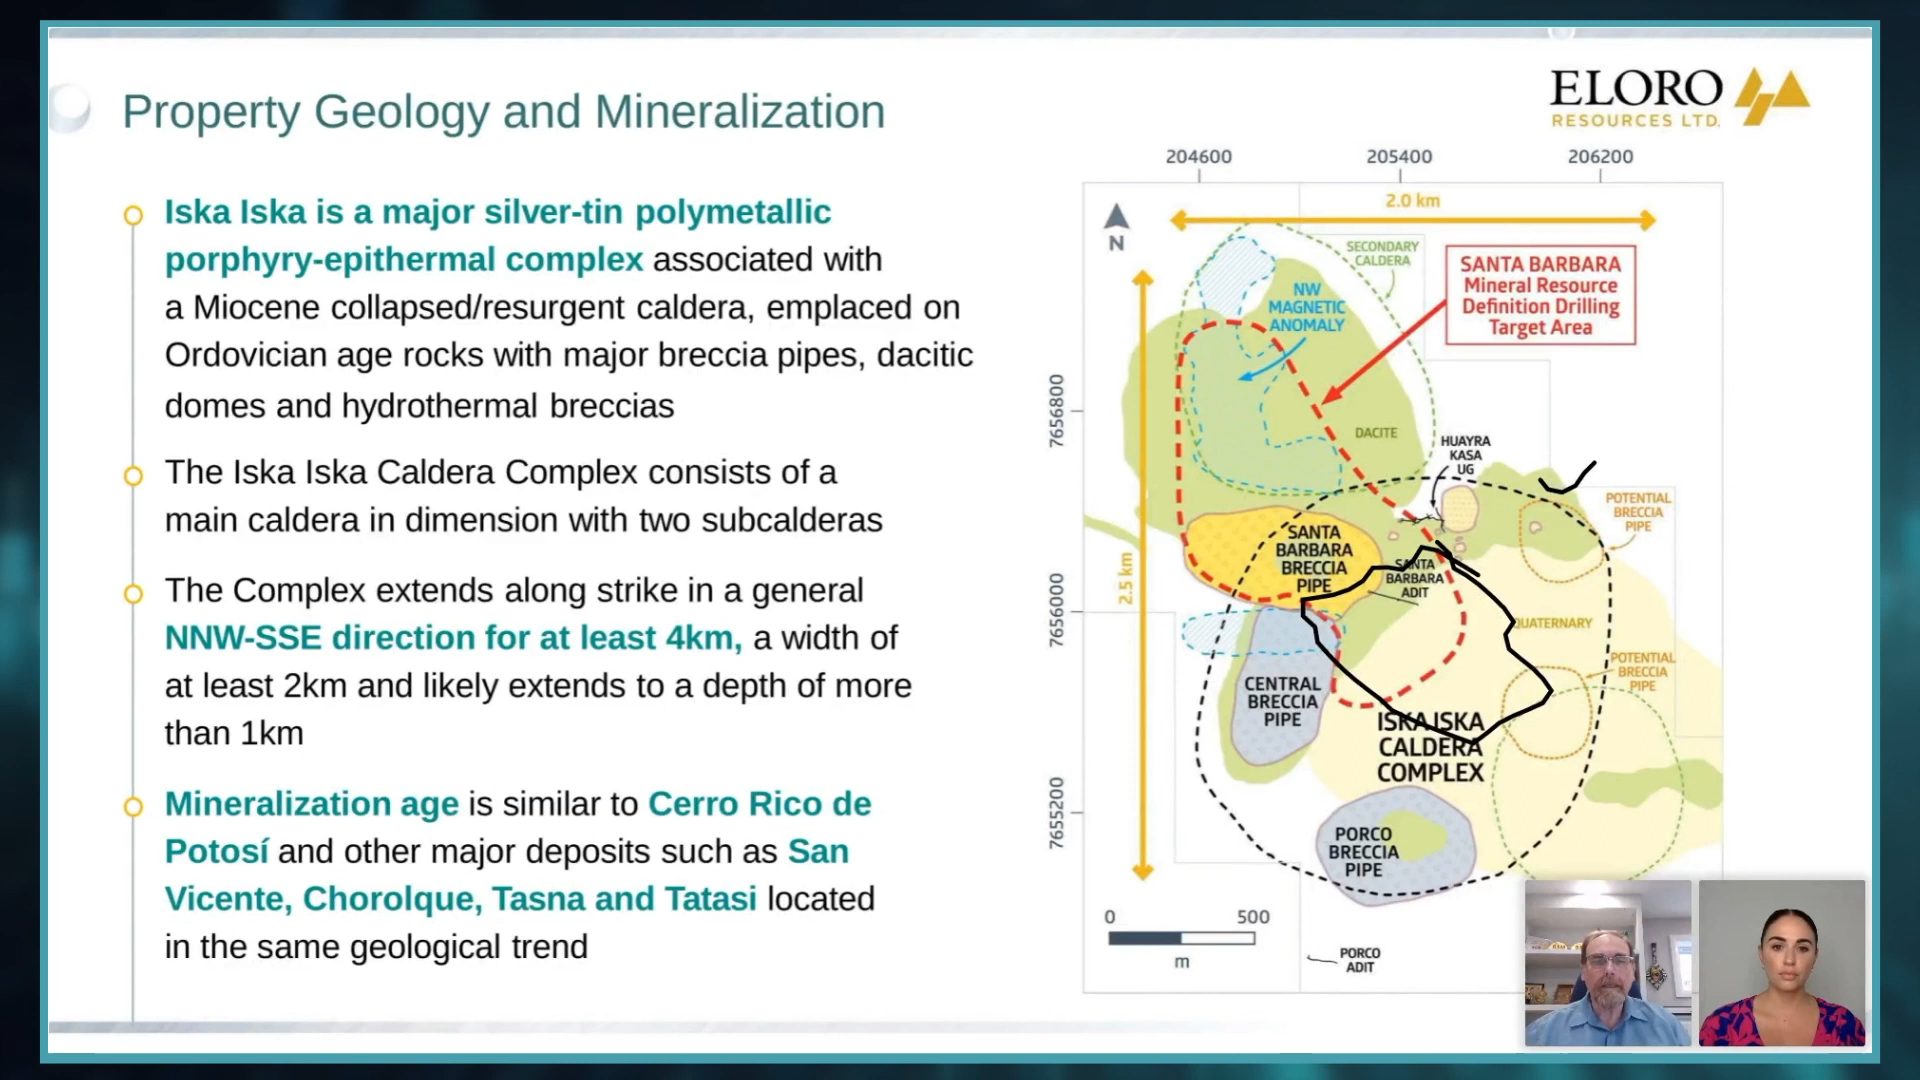 Property Geology and Mineralization
ELORO
RESOURCES LTD.
Iska Iska is a major silver-tin polymetallic
porphyry-epithermal complex associated with
a Miocene collapsed/resurgent caldera, emplaced on
Ordovician age rocks with major breccia pipes, dacitic
domes and hydrothermal breccias
The Iska Iska Caldera Complex consists of a
main caldera in dimension with two subcalderas
The Complex extends along strike in a general
NNW-SSE direction for at least 4km, a width of
at least 2km and likely extends to a depth of more
than 1km
Mineralization age is similar to Cerro Rico de
Potosí and other major deposits such as San
Vicente, Chorolque, Tasna and Tatasi located
in the same geological trend
204600
205400
206200
2.0 km
N
SECONDARY
CALDERA
SANTA BARBARA
Mineral Resource
Definition Drilling
Target Area
NW
MAGNETIC
ANOMALY
7656800
DACITE
HUAYRA
KASA
UG
POTENTIAL
BRECCIA
PIPE
SANTA
BARBARA
BRECCIA
PIPE
SANTA
BARBARA
ADIT
2.5 km
7656000
QUATERNARY
POTENTIAL
BRECCIA
PIPE
CENTRAL
BRECCIA
PIPE
ISKA ISKA
CALDERA
COMPLEX
7655200
PORCO
BRECCIA
PIPE
0
500
m
PORCO
ADIT